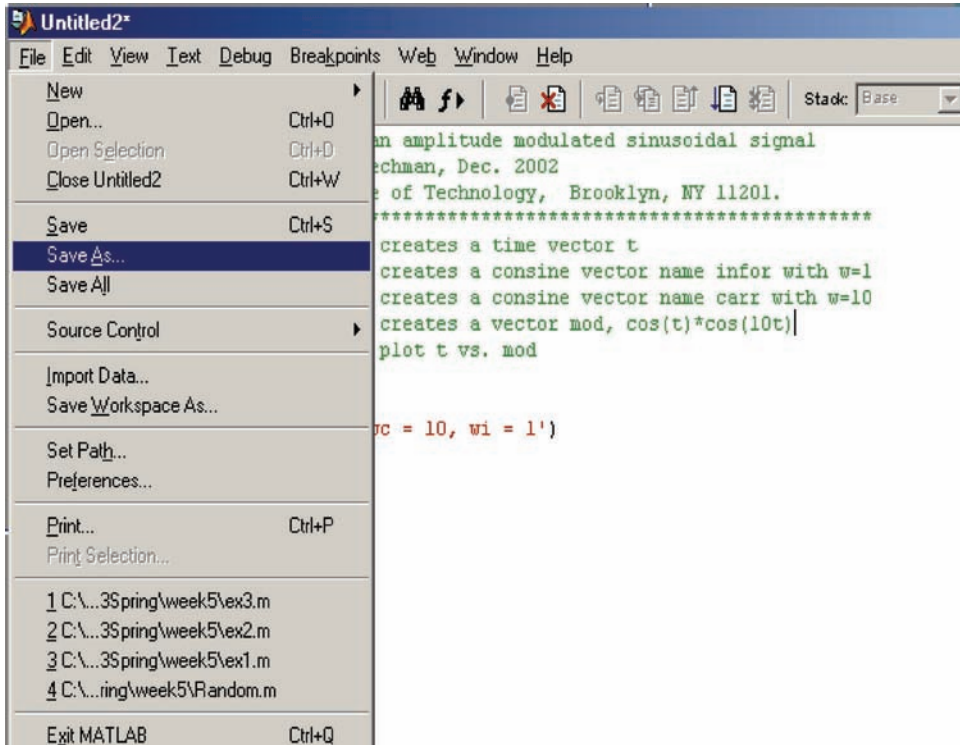 Untitled2*
File Edit View Text Debug Breakpoints Web Window Help
Stack: Base
New
Open... Ctrl+O
Open Selection Ctrl+D
Close Untitled2 Ctrl+W
Save Ctrl+S
Save As...
Save All
Source Control
Import Data...
Save Workspace As...
Set Path...
Preferences...
Print... Ctrl+P
Print Selection...
1 C:\...3Spring\week5\ex3.m
2 C:\...3Spring\week5\ex2.m
3 C:\...3Spring\week5\ex1.m
4 C:\...ring\week5\Random.m
Exit MATLAB Ctrl+Q
an amplitude modulated sinusoidal signal
echman, Dec. 2002
of Technology, Brooklyn, NY 11201.
***********************************************
creates a time vector t
creates a consine vector name infor with w=1
creates a consine vector name carr with w=10
creates a vector mod, cos(t)*cos(10t)
plot t vs. mod
wc = 10, wi = 1')